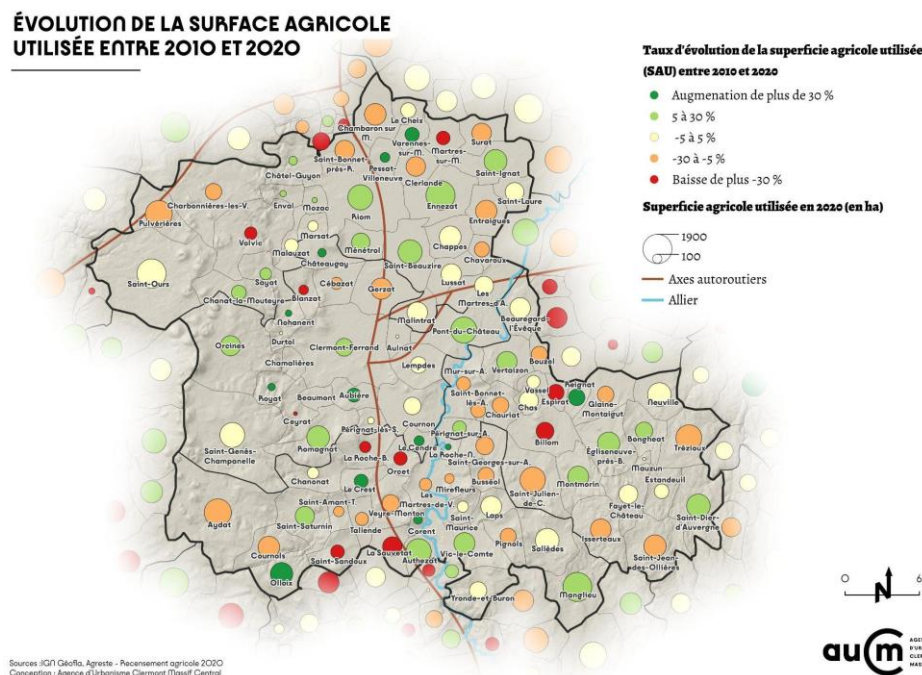 ÉVOLUTION DE LA SURFACE AGRICOLE
UTILISÉE ENTRE 2010 ET 2020
Taux d'évolution de la superficie agricole utilisée
(SAU) entre 2010 et 2020
Augmenation de plus de 30 %
5 à 30 %
-5 à 5 %
-30 à -5 %
Baisse de plus -30 %
Superficie agricole utilisée en 2020 (en ha)
1900
100
Axes autoroutiers
Allier
Le Cheix
Chambaron sur
M.
Varennes-
sur-M.
Martres-
sur-M.
Surat
Saint-Bonnet-
près-R.
Pessat-
Villeneuve
Clerlande
Saint-Ignat
Châtel-Guyon
Charbonnières-les-V.
Enval
Mozac
Riom
Ennezat
Saint-Laure
Entraigues
Pulvérières
Volvic
Marsat
Malauzat
Ménétrol
Saint-Beauzire
Chappes
Chavaroux
Châteaugay
Saint-Ours
Sayat
Cébazat
Gerzat
Lussat
Les
Martres-d'A.
Chanat-la-Mouteyre
Blanzat
Nohanent
Malintrat
Beauregard-
l'Évêque
Pont-du-Château
Orcines
Durtol
Clermont-Ferrand
Aulnat
Chamalières
Lempdes
Mur-sur-A.
Vertaizon
Bouzel
Vassel
Reignat
Royat
Beaumont
Aubière
Saint-Bonnet-
lès-A.
Chas
Espirat
Glaine-
Montaigut
Neuville
Ceyrat
Chauriat
Pérignat-lès-S.
Cournon
Pérignat-sur-A.
Billom
Bongheat
Saint-Genès-
Champanelle
Romagnat
La Roche-B.
Le Cendre
La Roche-N.
Égliseneuve-
près-B.
Trézioux
Orcet
Saint-Georges-sur-A.
Mauzun
Chanonat
Le Crest
Mirefleurs
Busséol
Saint-Julien-
de-C.
Montmorin
Estandeuil
Les
Martres-de-V.
Fayet-le-
Château
Saint-Amant-T.
Veyre-Monton
Saint-
Maurice
Laps
Saint-Dier-
d'Auvergne
Aydat
Saint-Saturnin
Tallende
Corent
Isserteaux
Cournols
Saint-Sandoux
La Sauvetat
Authezat
Vic-le-Comte
Pignols
Sallèdes
Saint-Jean-
des-Ollières
Olloix
Manglieu
O
6
N
auCm
Sources : IGN Géofla, Agreste - Recensement agricole 2020
Conception : Agence d'Urbanisme Clermont Massif Central